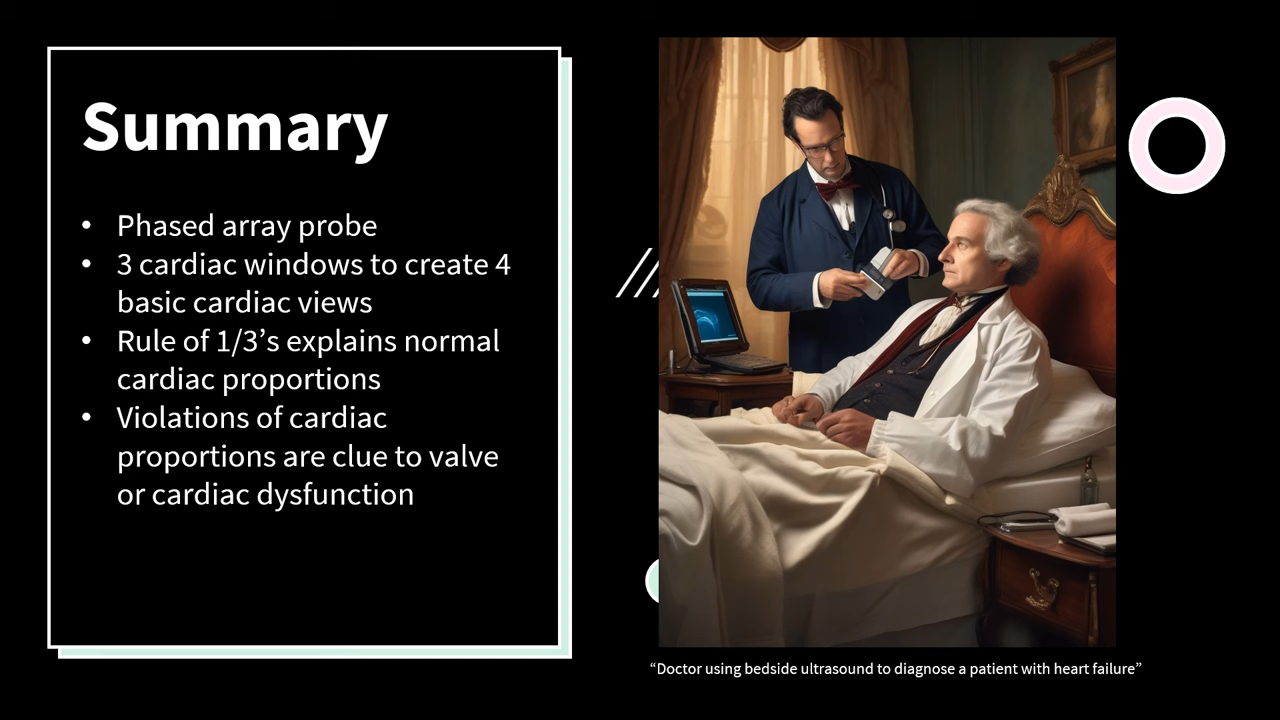 Summary
• Phased array probe
• 3 cardiac windows to create 4
basic cardiac views
• Rule of 1/3’s explains normal
cardiac proportions
• Violations of cardiac
proportions are clue to valve
or cardiac dysfunction
“Doctor using bedside ultrasound to diagnose a patient with heart failure”